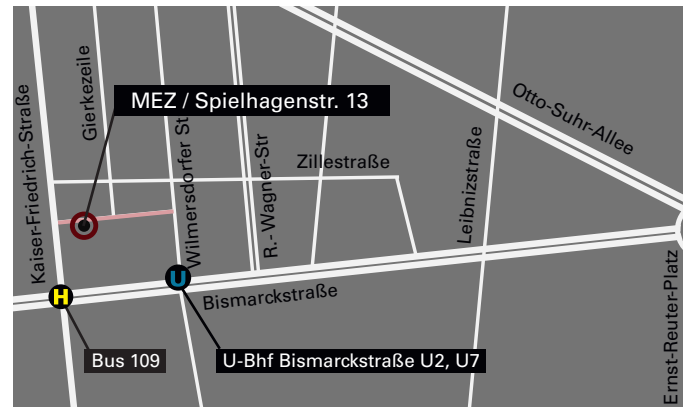 Kaiser-Friedrich-Straße
Gierkezeile
MEZ / Spielhagenstr. 13
Wilmersdorfer St
R.-Wagner-Str
Zillestraße
Otto-Suhr-Allee
Leibnizstraße
Ernst-Reuter-Platz
Bismarckstraße
H
U
Bus 109
U-Bhf Bismarckstraße U2, U7